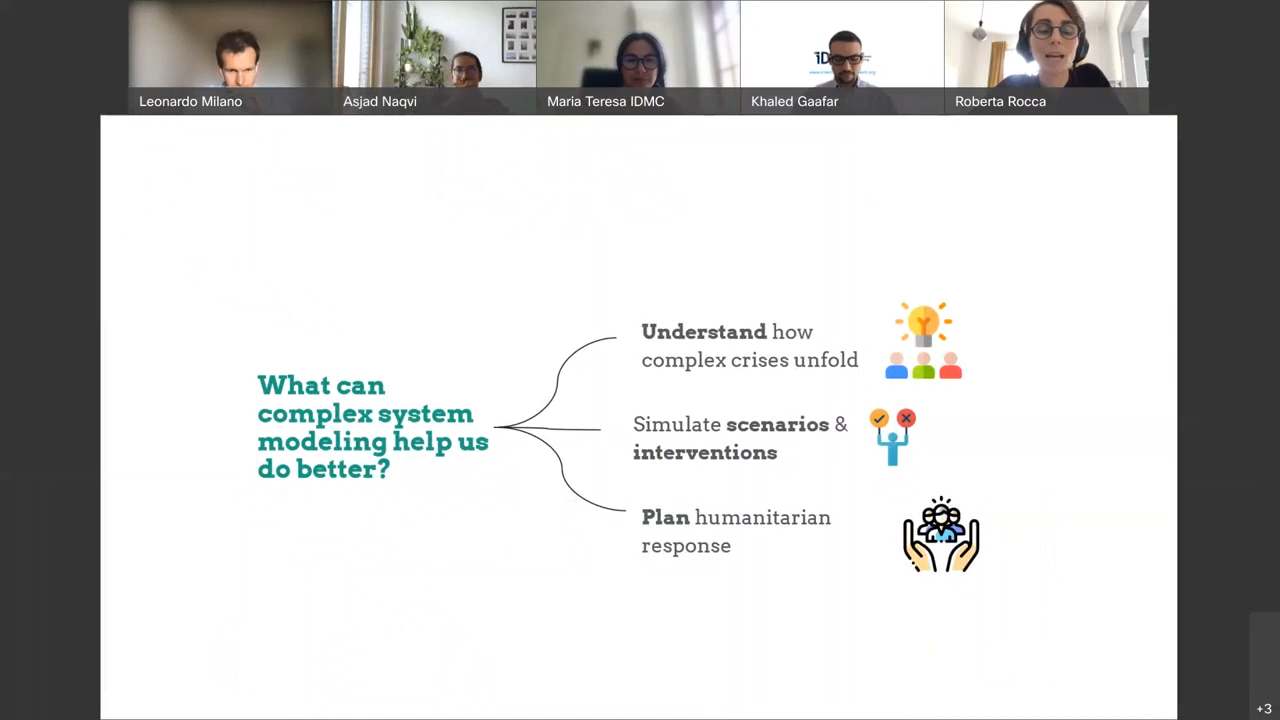 Leonardo Milano
Asjad Naqvi
Maria Teresa IDMC
Khaled Gaafar
Roberta Rocca
What can
complex system
modeling help us
do better?
Understand how
complex crises unfold
Simulate scenarios &
interventions
Plan humanitarian
response
+3